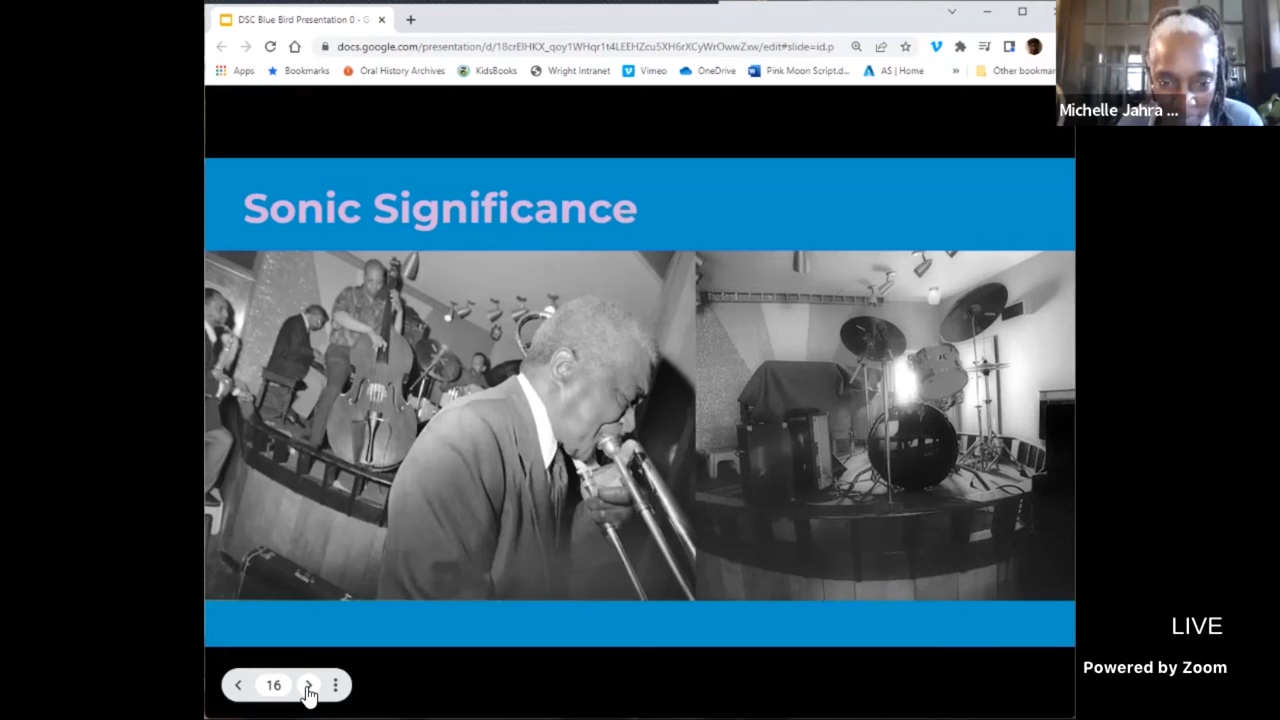 DSC Blue Bird Presentation 0 - G
docs.google.com/presentation/d/18crElHKX_qoy1WHqr1t4LEEHZcu5XH6rXCyWrOwwZxw/edit#slide=id.p
Apps Bookmarks Oral History Archives KidsBooks Wright Intranet Vimeo OneDrive Pink Moon Script.d... AS | Home » Other bookmar
Michelle Jahra ...
Sonic Significance
LIVE
Powered by Zoom
16